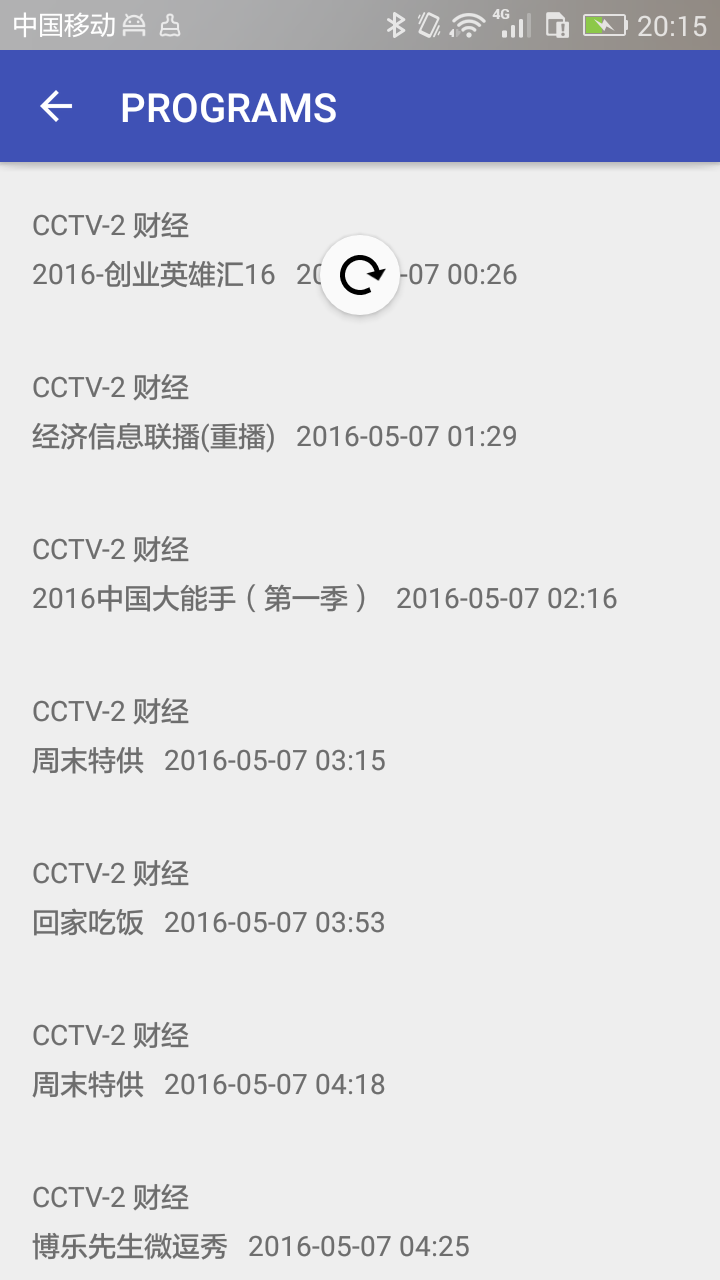 中国移动 4G 20:15
PROGRAMS
CCTV-2 财经
2016-创业英雄汇16 20 -07 00:26
CCTV-2 财经
经济信息联播(重播) 2016-05-07 01:29
CCTV-2 财经
2016中国大能手（第一季） 2016-05-07 02:16
CCTV-2 财经
周末特供 2016-05-07 03:15
CCTV-2 财经
回家吃饭 2016-05-07 03:53
CCTV-2 财经
周末特供 2016-05-07 04:18
CCTV-2 财经
博乐先生微逗秀 2016-05-07 04:25